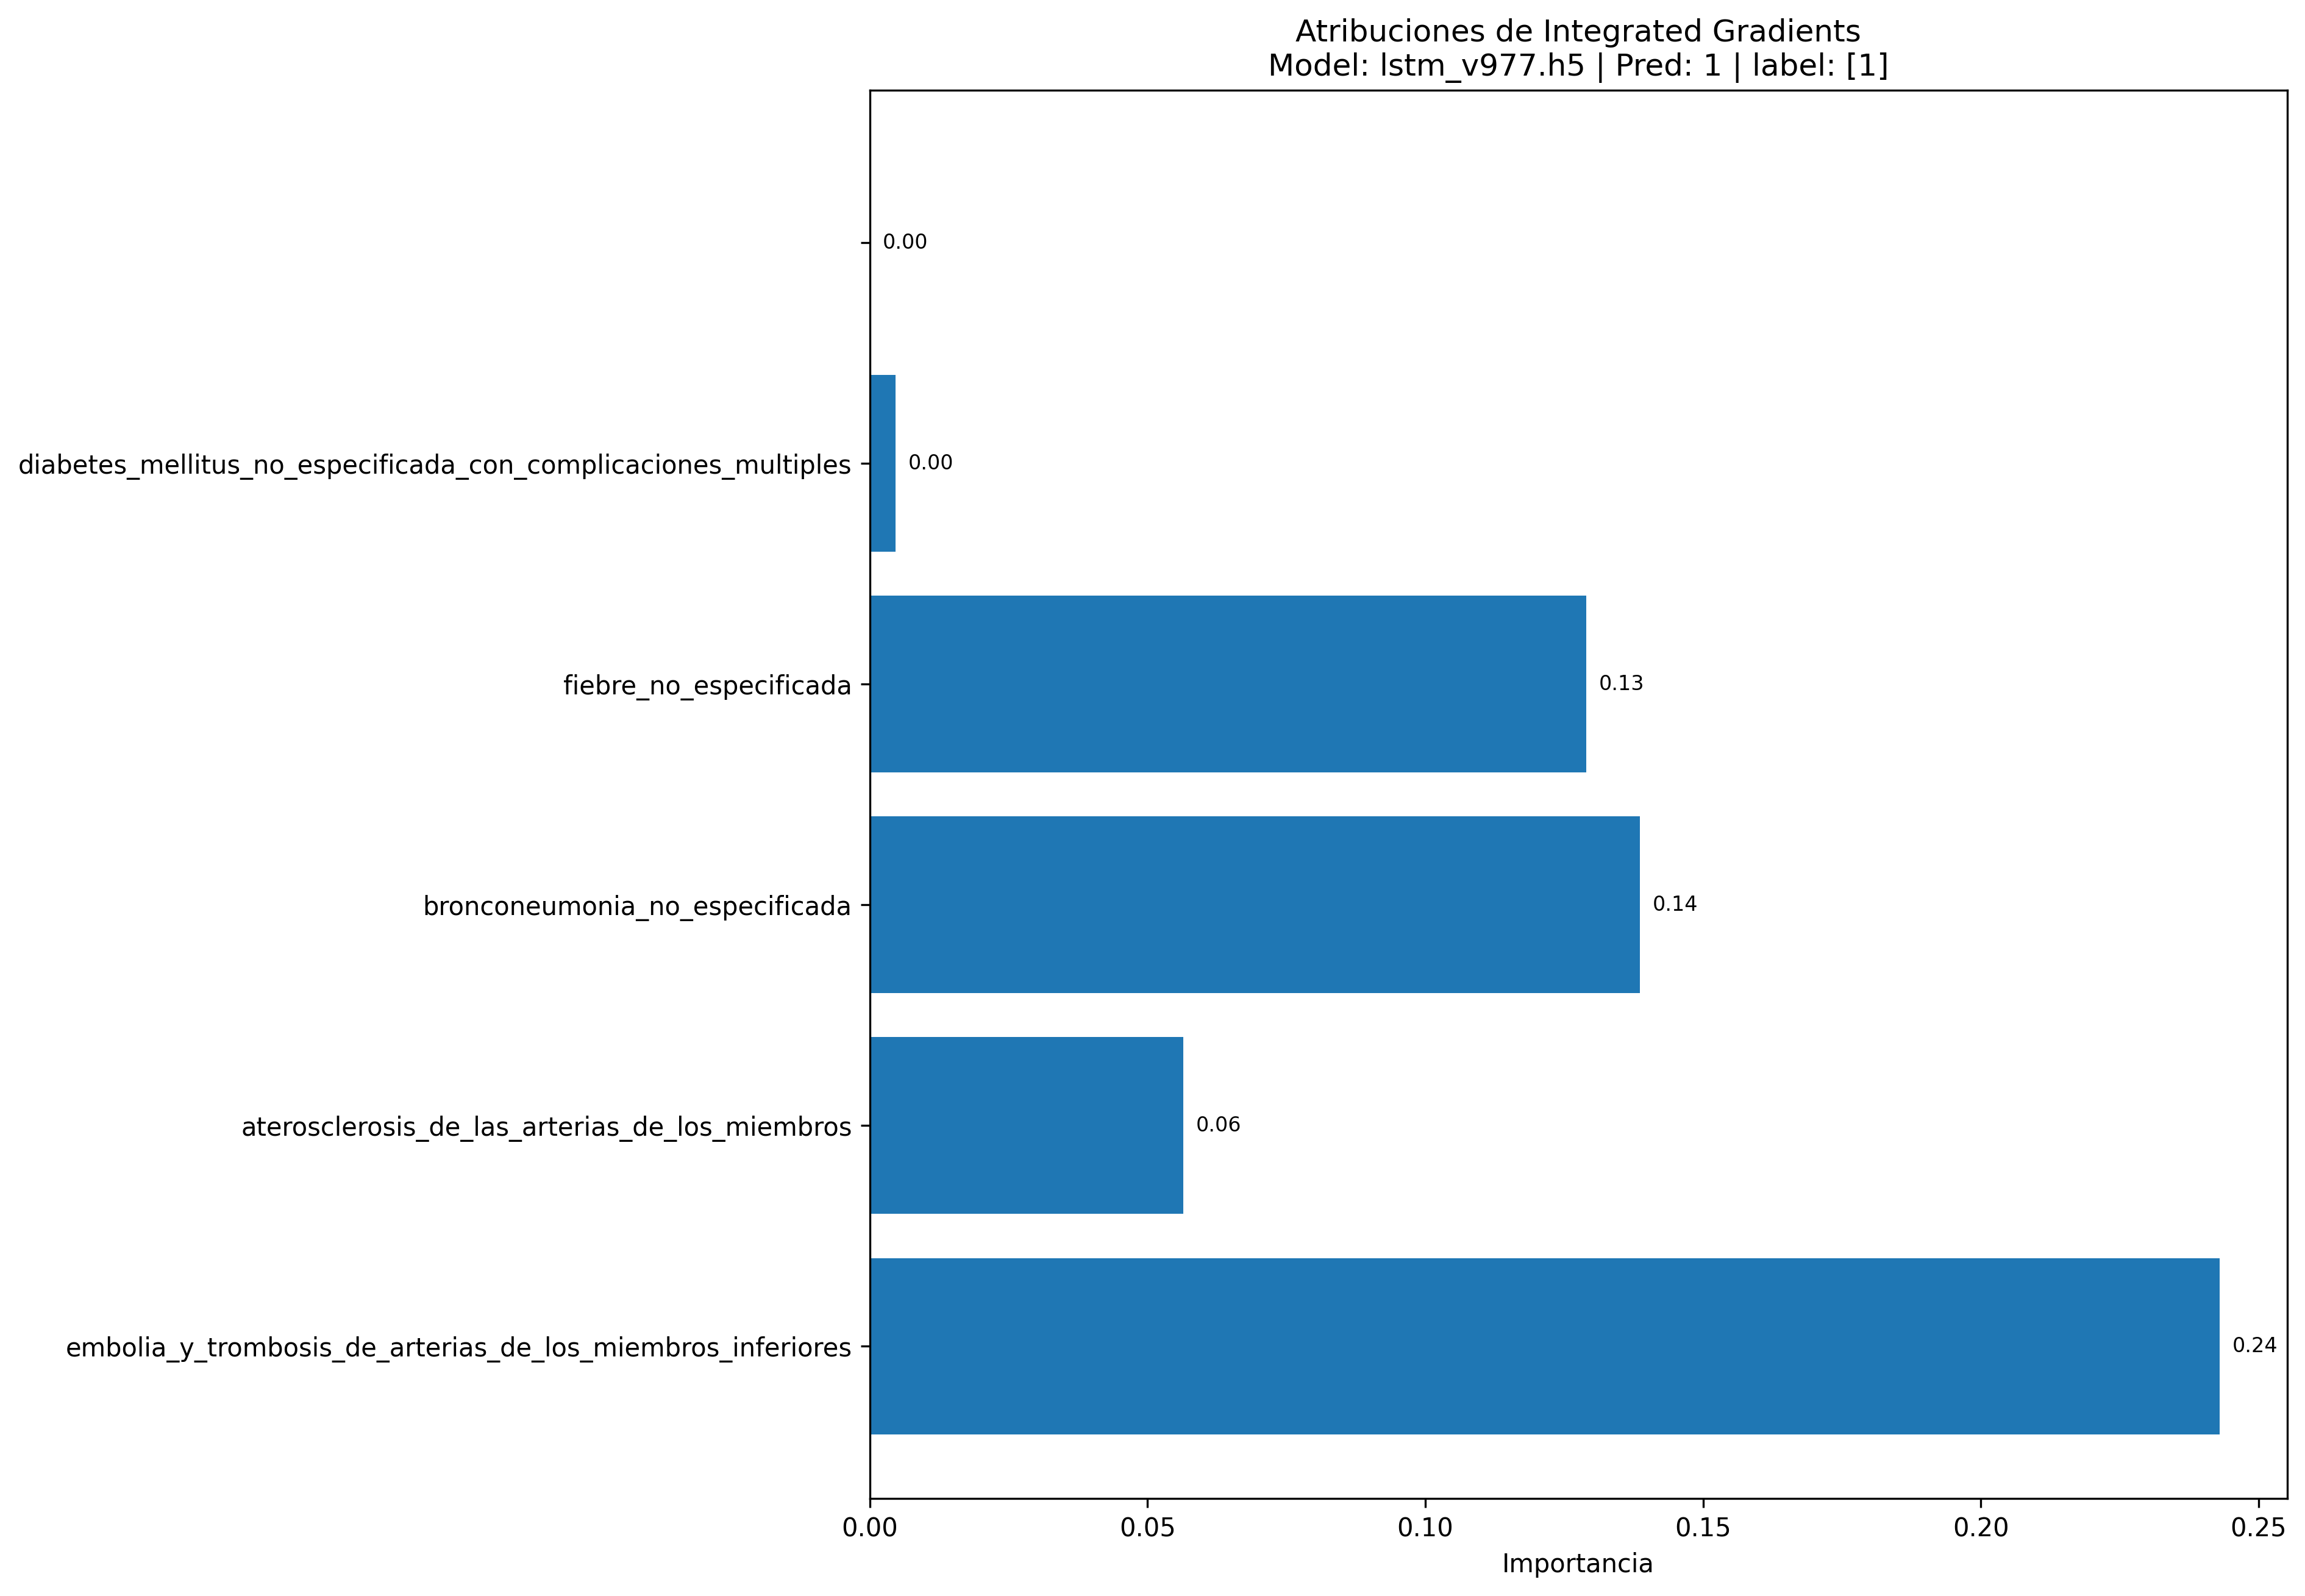 Atribuciones de Integrated Gradients
Model: lstm_v977.h5 | Pred: 1 | label: [1]
0.00
diabetes_mellitus_no_especificada_con_complicaciones_multiples 0.00
fiebre_no_especificada 0.13
bronconeumonia_no_especificada 0.14
aterosclerosis_de_las_arterias_de_los_miembros 0.06
embolia_y_trombosis_de_arterias_de_los_miembros_inferiores 0.24
0.00 0.05 0.10 0.15 0.20 0.25
Importancia